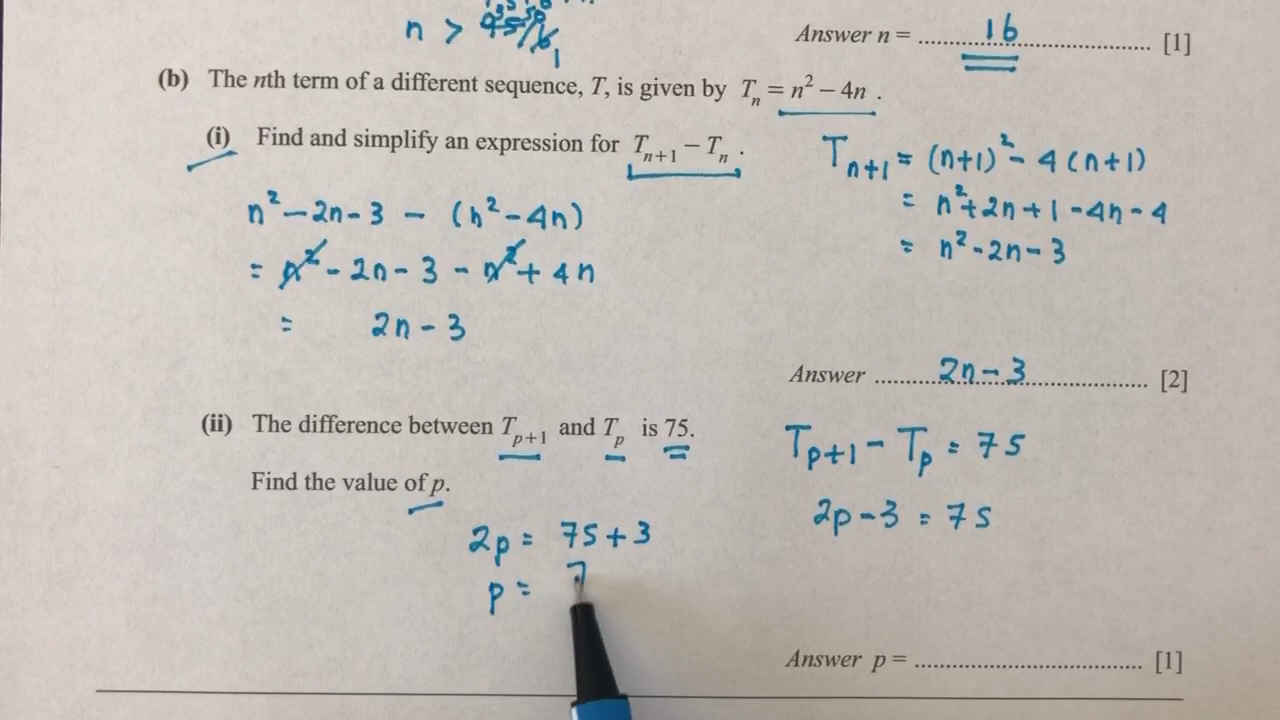 n > 45/6 1
Answer n = 16 [1]
(b) The nth term of a different sequence, T, is given by Tₙ = n² – 4n .
(i) Find and simplify an expression for Tₙ₊₁ – Tₙ .
Tₙ₊₁ = (n+1)² - 4(n+1)
= n²+2n+1-4n-4
= n²-2n-3
n²-2n-3 - (n²-4n)
= n²-2n-3-n²+4n
= 2n-3
Answer 2n-3 [2]
(ii) The difference between Tₚ₊₁ and Tₚ is 75.
Find the value of p.
Tₚ₊₁ - Tₚ = 75
2p-3 = 75
2p = 75+3
p = 7
Answer p = [1]